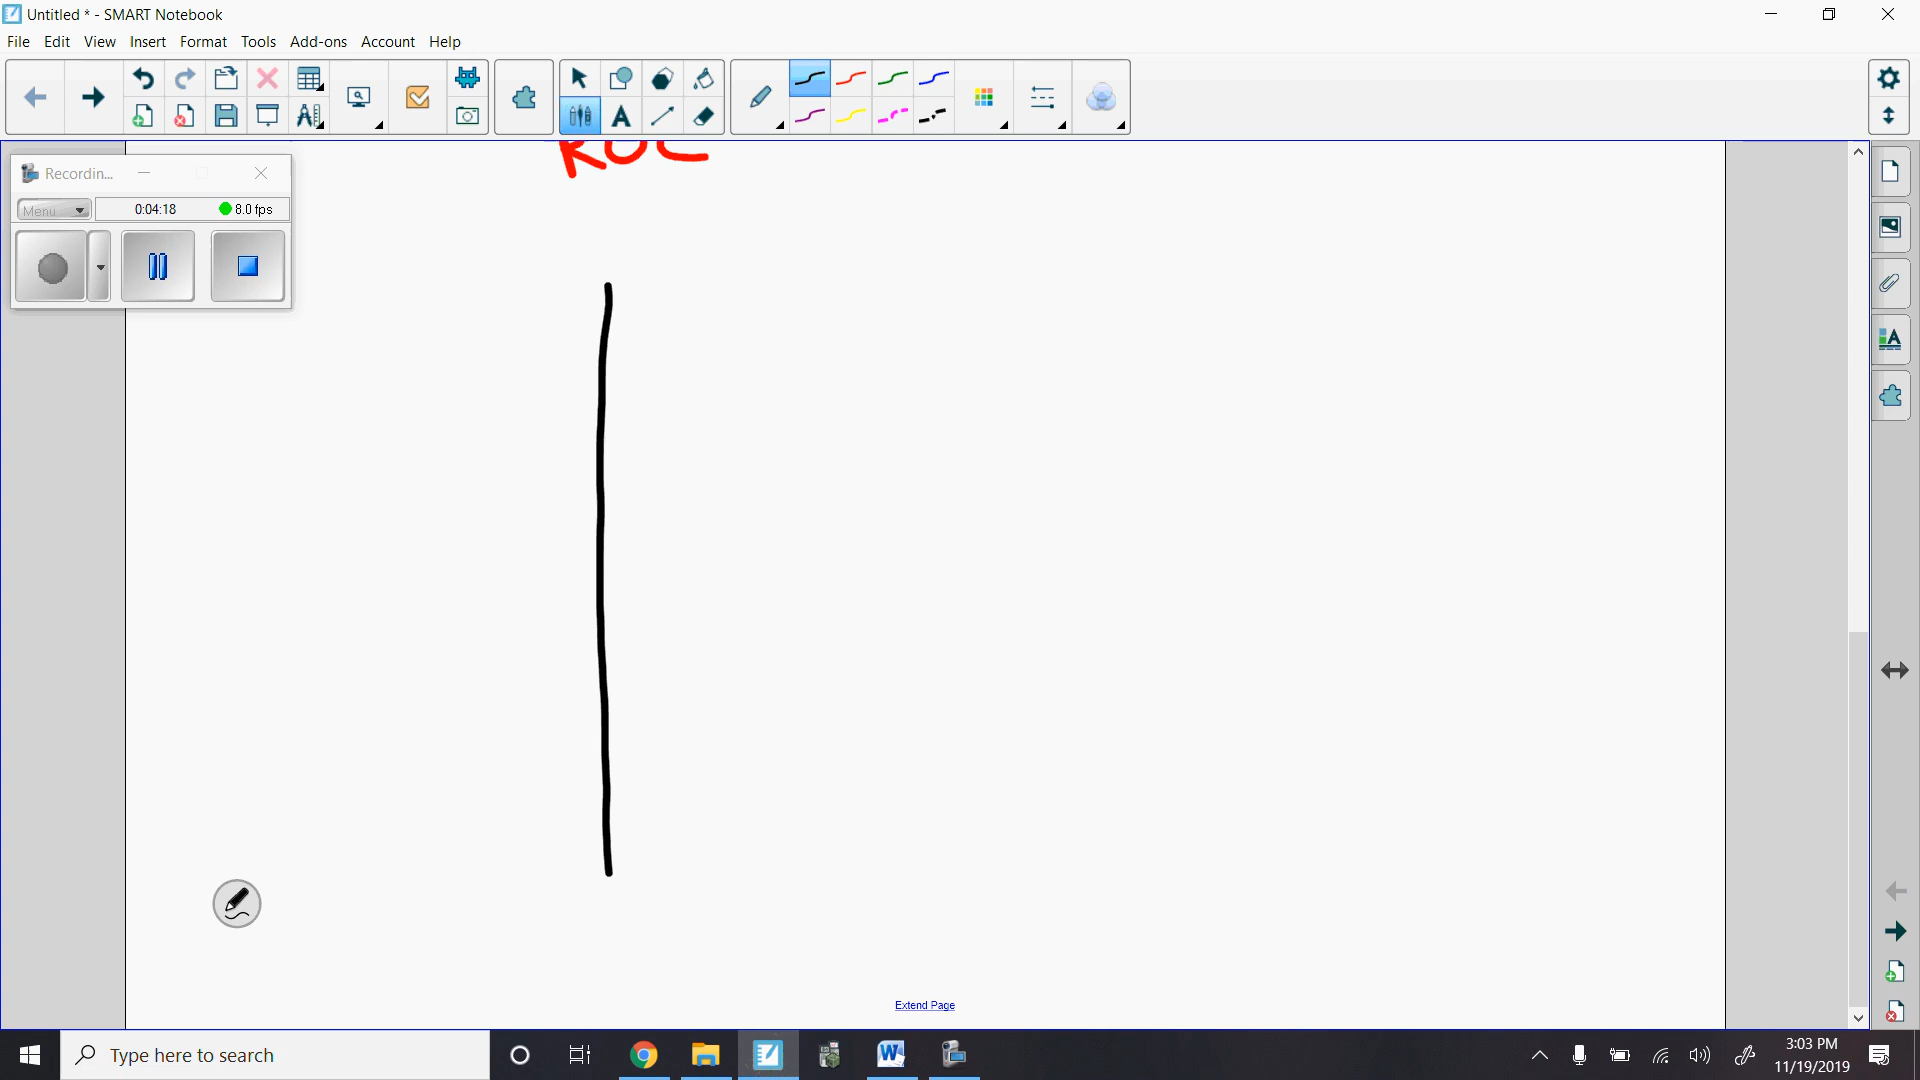 Untitled * - SMART Notebook
File Edit View Insert Format Tools Add-ons Account Help
ROC
Recordin...
Menu 0:04:18 8.0 fps
Extend Page
Type here to search
3:03 PM
11/19/2019